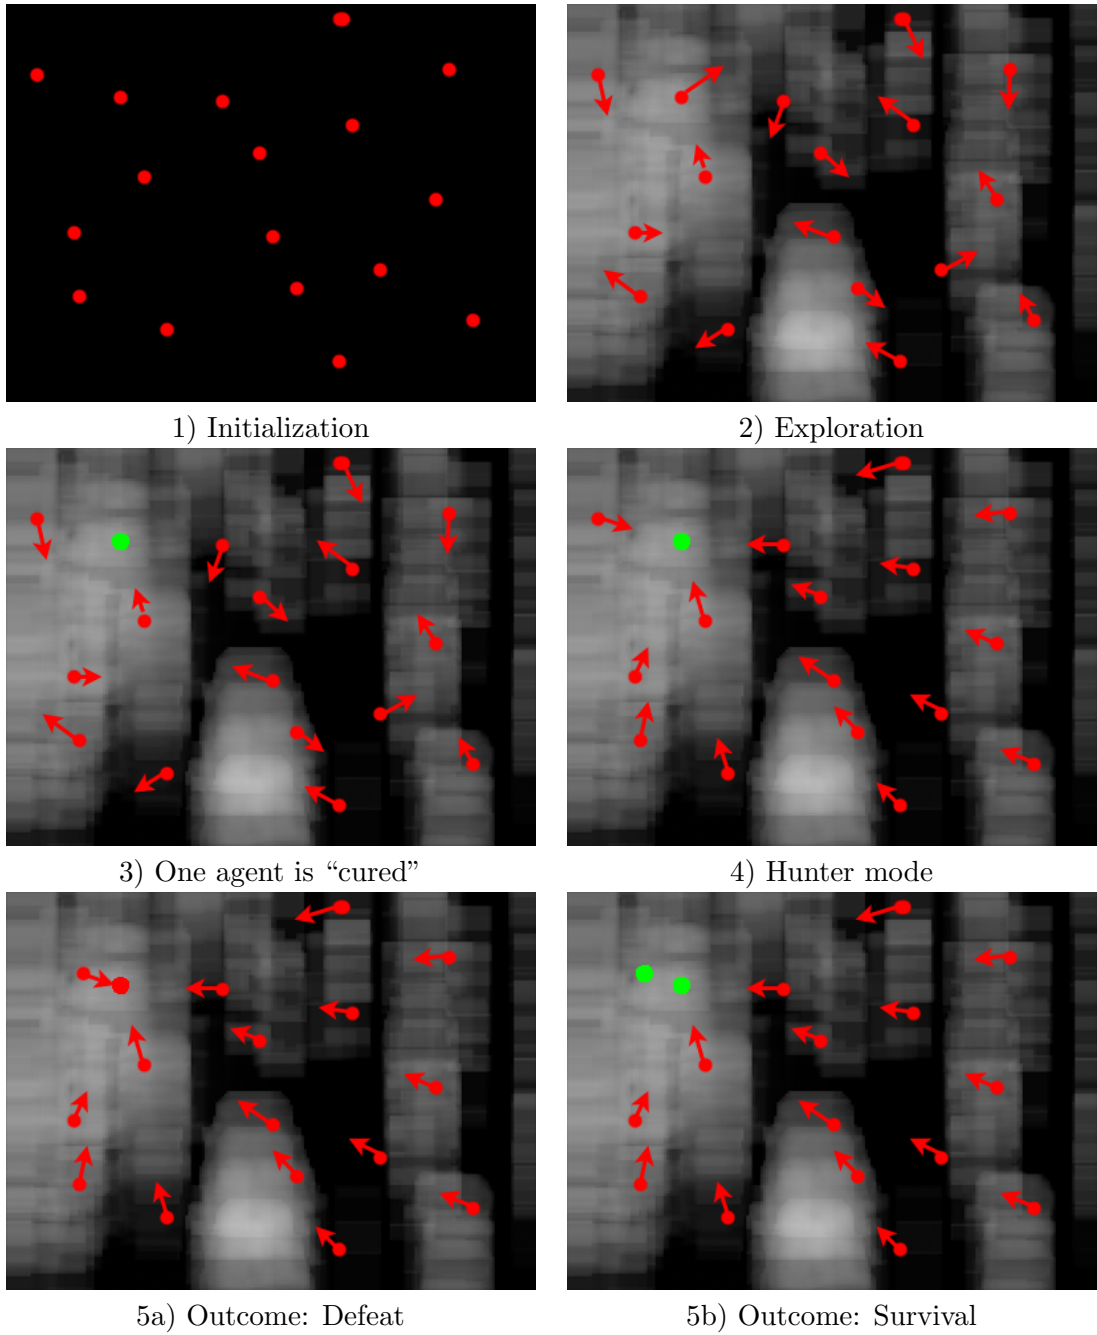 1) Initialization
2) Exploration
3) One agent is “cured”
4) Hunter mode
5a) Outcome: Defeat
5b) Outcome: Survival